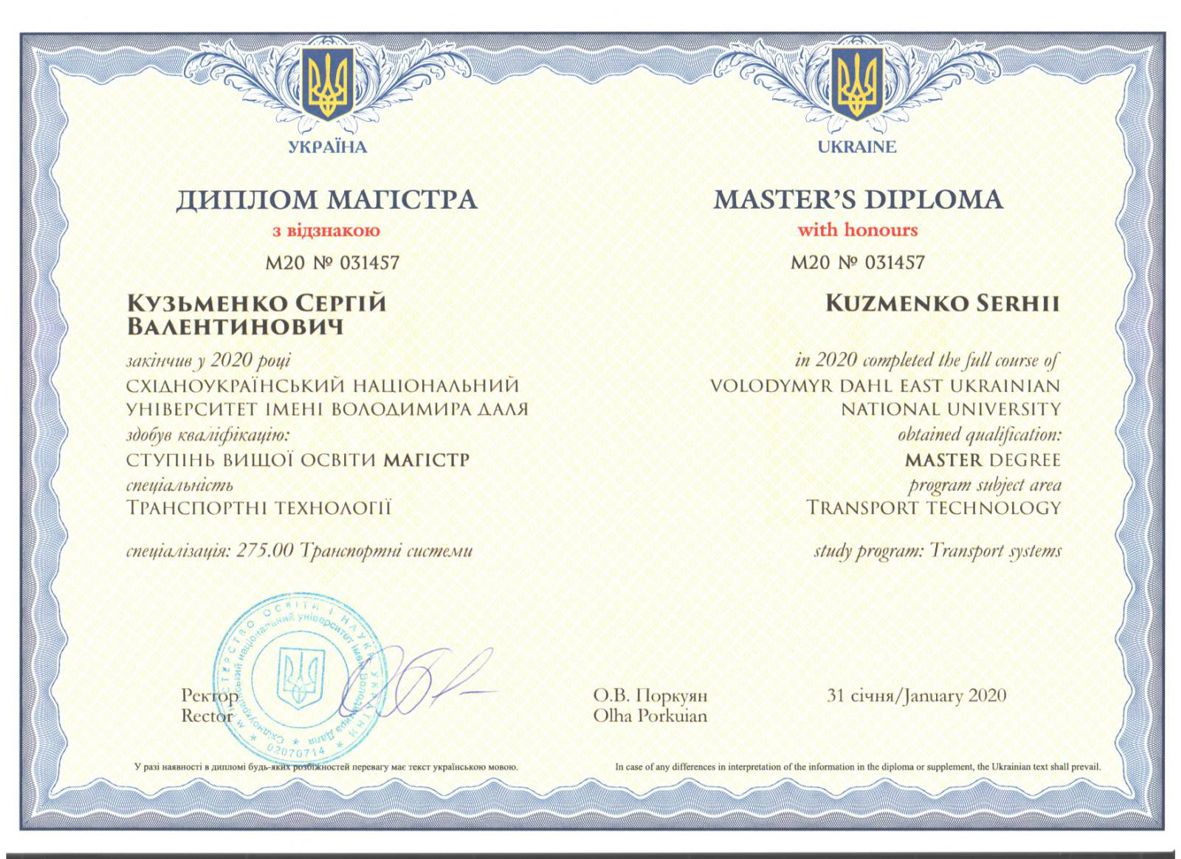 УКРАЇНА
ДИПЛОМ МАГІСТРА
з відзнакою
М20 № 031457
Кузьменко Сергій
Валентинович
закінчив у 2020 році
Східноукраїнський національний
університет імені Володимира Даля
здобув кваліфікацію:
ступінь вищої освіти магістр
спеціальність
Транспортні технології
спеціалізація: 275.00 Транспортні системи
МІНІСТЕРСТВО ОСВІТИ І НАУКИ УКРАЇНИ
Східноукраїнський національний університет імені Володимира Даля
02070714
Ректор
Rector
У разі наявності в дипломі будь-яких розбіжностей перевагу має текст українською мовою.
UKRAINE
MASTER'S DIPLOMA
with honours
М20 № 031457
Kuzmenko Serhii
in 2020 completed the full course of
Volodymyr Dahl East Ukrainian
National University
obtained qualification:
Master Degree
program subject area
Transport technology
study program: Transport systems
О.В. Поркуян
Olha Porkuian
31 січня/January 2020
In case of any differences in interpretation of the information in the diploma or supplement, the Ukrainian text shall prevail.